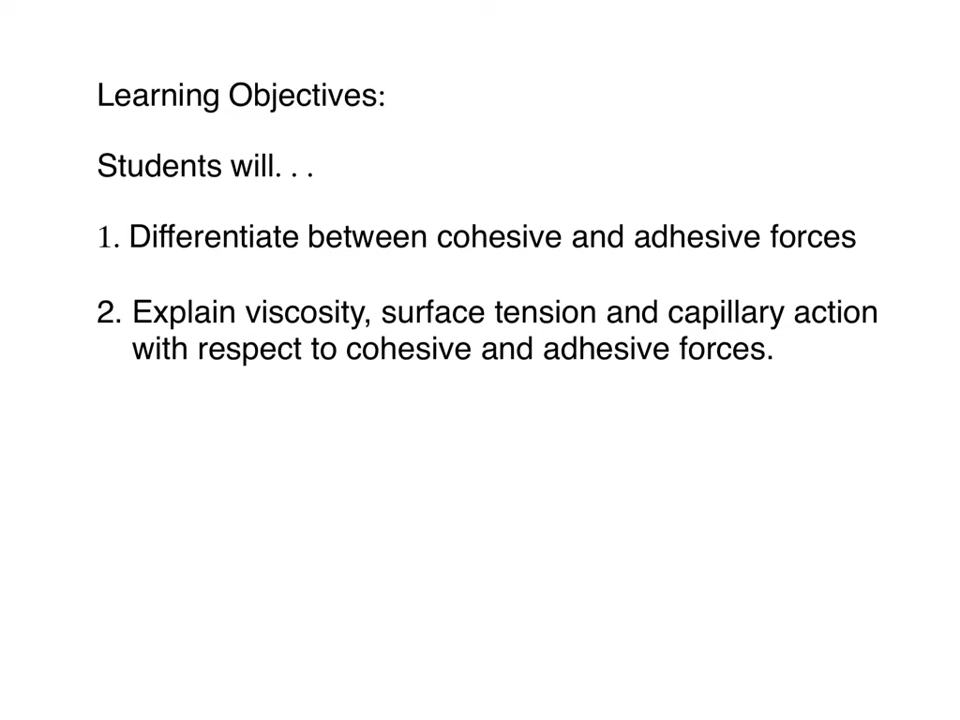 Learning Objectives:
Students will. . .
1. Differentiate between cohesive and adhesive forces
2. Explain viscosity, surface tension and capillary action
with respect to cohesive and adhesive forces.